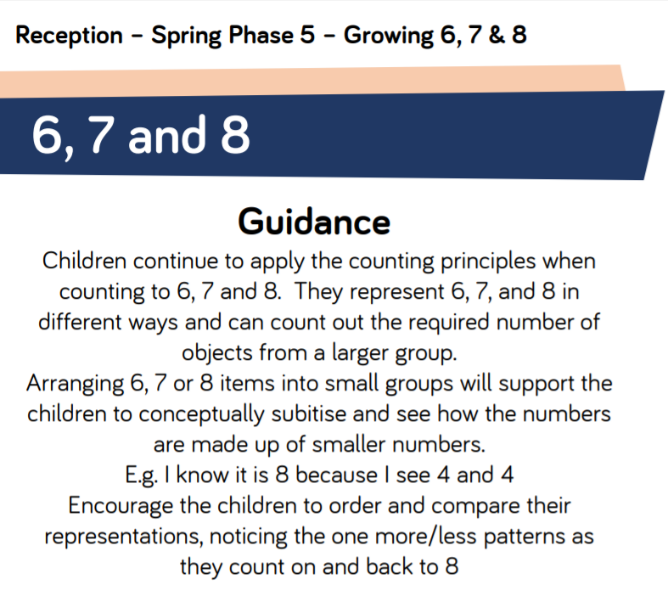 Reception – Spring Phase 5 – Growing 6, 7 & 8
6, 7 and 8
Guidance
Children continue to apply the counting principles when
counting to 6, 7 and 8.  They represent 6, 7, and 8 in
different ways and can count out the required number of
objects from a larger group.
Arranging 6, 7 or 8 items into small groups will support the
children to conceptually subitise and see how the numbers
are made up of smaller numbers.
E.g. I know it is 8 because I see 4 and 4
Encourage the children to order and compare their
representations, noticing the one more/less patterns as
they count on and back to 8